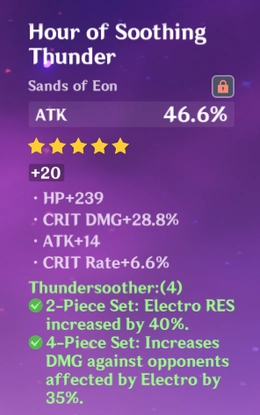 Hour of Soothing
Thunder
Sands of Eon
ATK 46.6%
+20
· HP+239
· CRIT DMG+28.8%
· ATK+14
· CRIT Rate+6.6%
Thundersoother:(4)
2-Piece Set: Electro RES
increased by 40%.
4-Piece Set: Increases
DMG against opponents
affected by Electro by
35%.